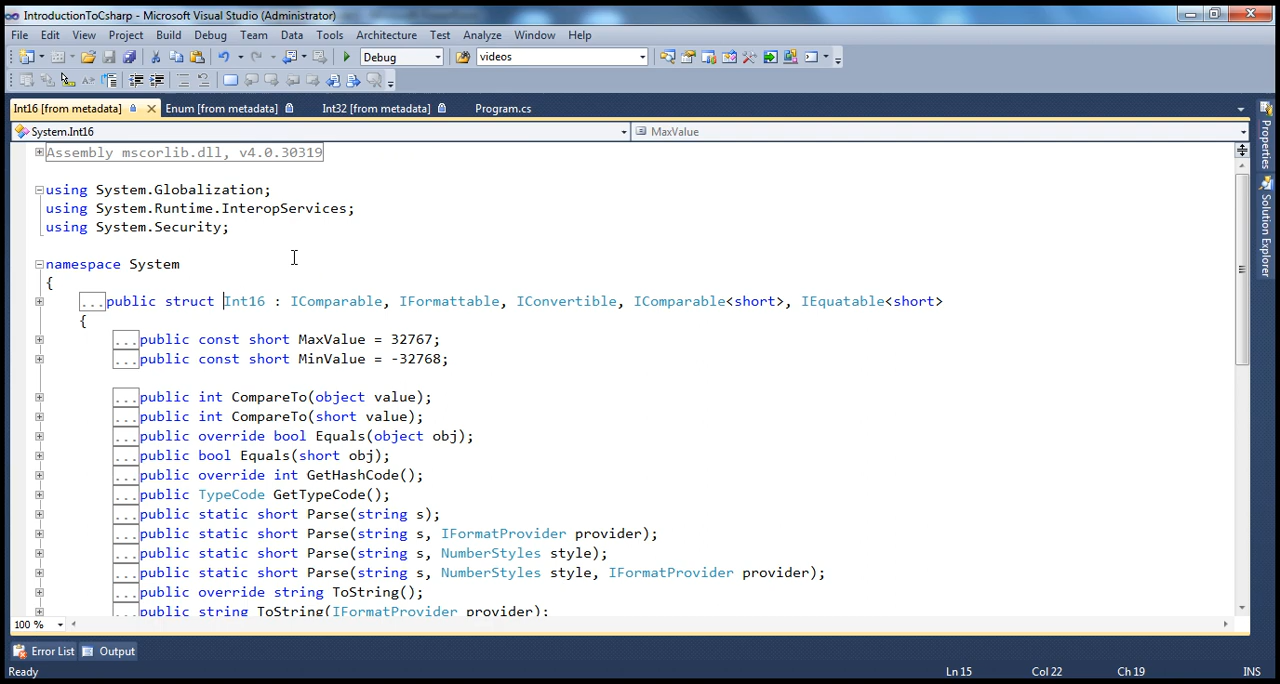 IntroductionToCsharp - Microsoft Visual Studio (Administrator)
File Edit View Project Build Debug Team Data Tools Architecture Test Analyze Window Help
Debug videos
Int16 [from metadata] Enum [from metadata] Int32 [from metadata] Program.cs
System.Int16 MaxValue
Assembly mscorlib.dll, v4.0.30319
using System.Globalization;
using System.Runtime.InteropServices;
using System.Security;
namespace System
{
...public struct Int16 : IComparable, IFormattable, IConvertible, IComparable<short>, IEquatable<short>
{
...public const short MaxValue = 32767;
...public const short MinValue = -32768;
...public int CompareTo(object value);
...public int CompareTo(short value);
...public override bool Equals(object obj);
...public bool Equals(short obj);
...public override int GetHashCode();
...public TypeCode GetTypeCode();
...public static short Parse(string s);
...public static short Parse(string s, IFormatProvider provider);
...public static short Parse(string s, NumberStyles style);
...public static short Parse(string s, NumberStyles style, IFormatProvider provider);
...public override string ToString();
...public string ToString(IFormatProvider provider);
100 %
Error List Output
Ready Ln 15 Col 22 Ch 19 INS
Properties
Solution Explorer